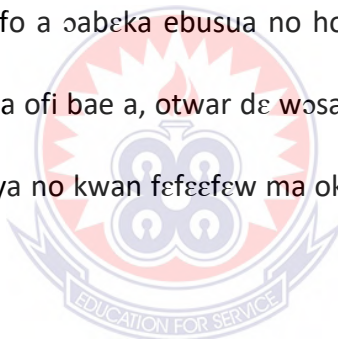 fo a ɔabɛka ebusua no ho
a ofi bae a, otwar dɛ wɔsa
ya no kwan fɛfɛɛfɛw ma ok
EDUCATION FOR SERVICE